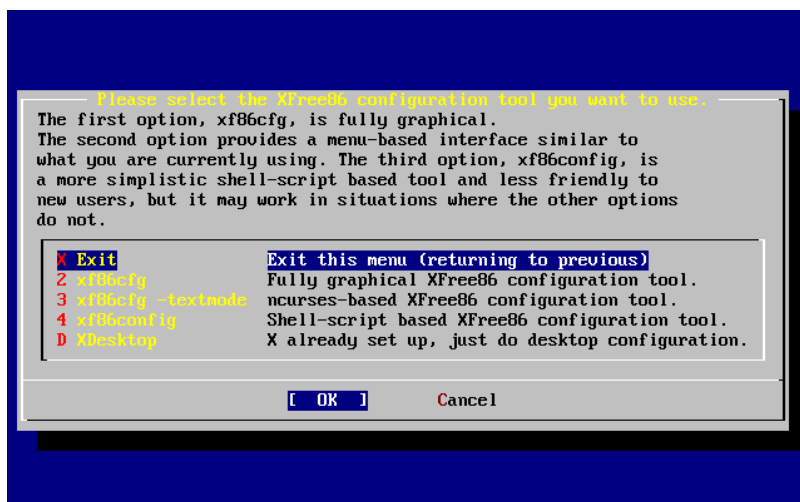 Please select the XFree86 configuration tool you want to use.
The first option, xf86cfg, is fully graphical.
The second option provides a menu-based interface similar to
what you are currently using. The third option, xf86config, is
a more simplistic shell-script based tool and less friendly to
new users, but it may work in situations where the other options
do not.
X Exit Exit this menu (returning to previous)
2 xf86cfg Fully graphical XFree86 configuration tool.
3 xf86cfg -textmode ncurses-based XFree86 configuration tool.
4 xf86config Shell-script based XFree86 configuration tool.
D XDesktop X already set up, just do desktop configuration.
[ OK ] Cancel